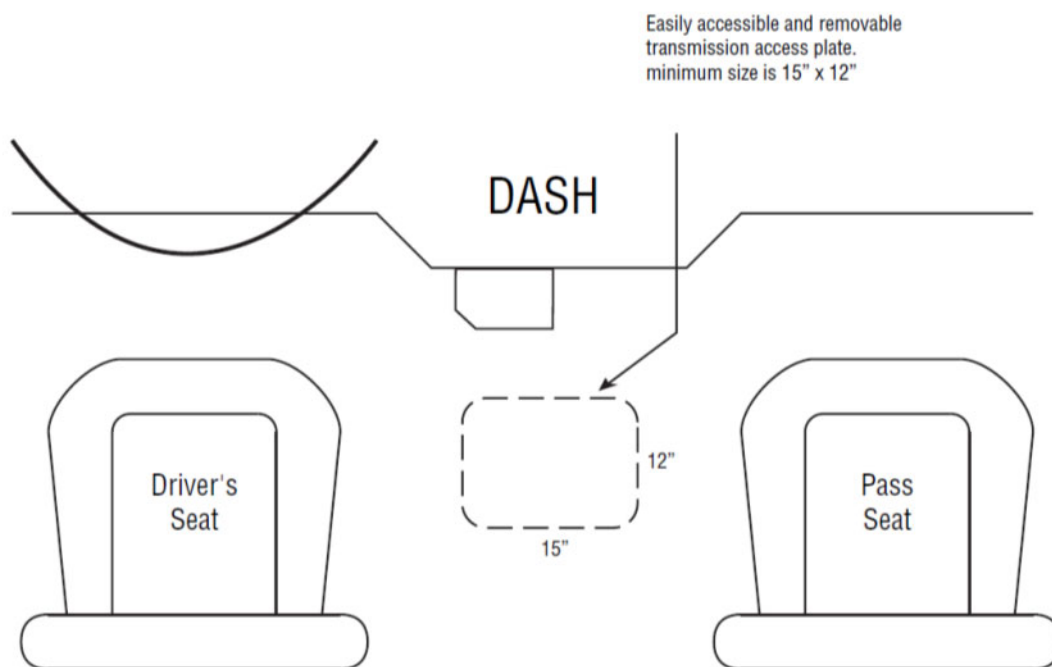 Easily accessible and removable
transmission access plate.
minimum size is 15” x 12”
DASH
Driver's
Seat
12”
15”
Pass
Seat